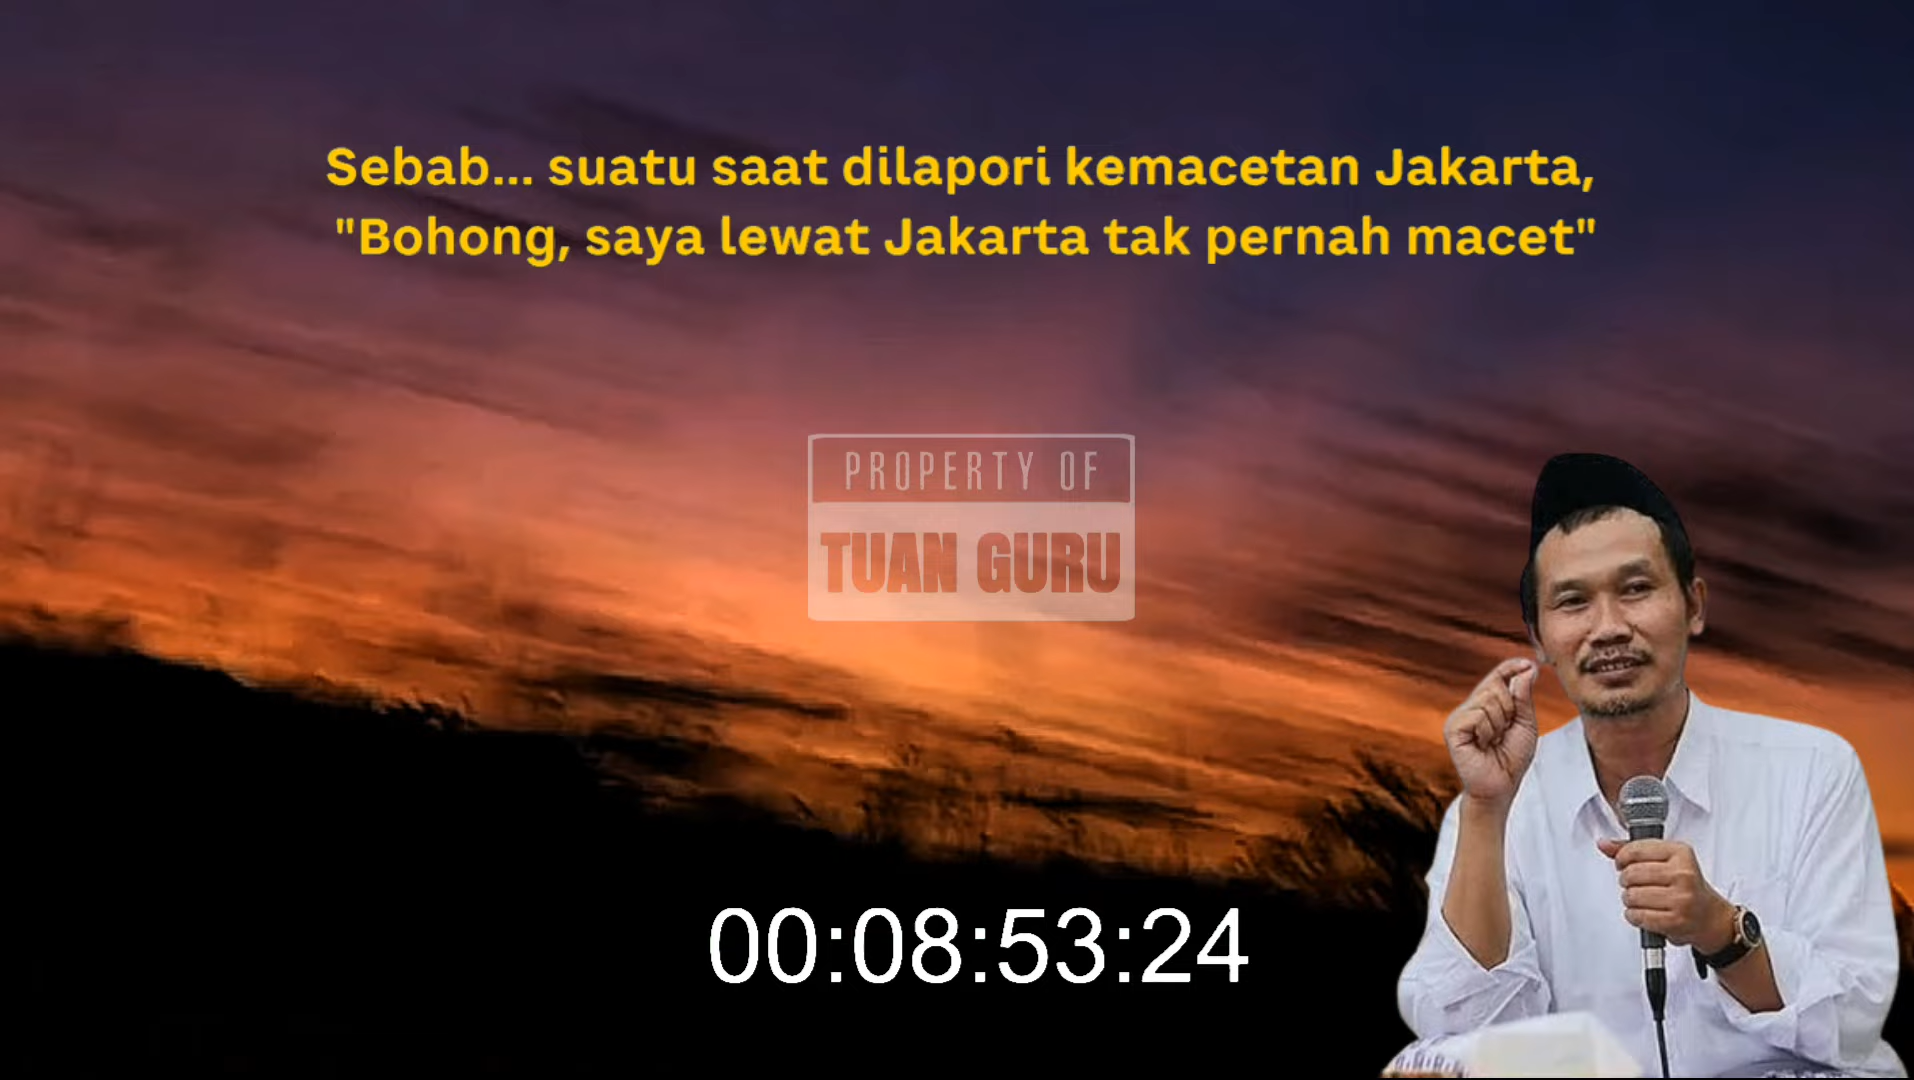 Sebab... suatu saat dilapori kemacetan Jakarta,
"Bohong, saya lewat Jakarta tak pernah macet"
PROPERTY OF
TUAN GURU
00:08:53:24